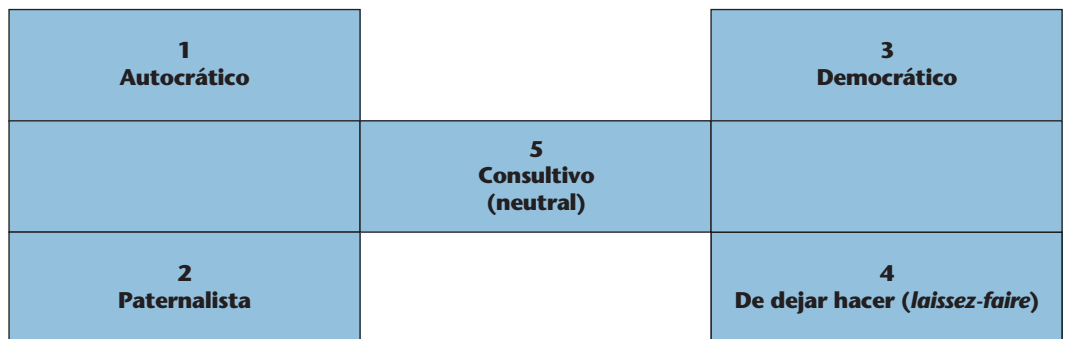 1
Autocrático
3
Democrático
5
Consultivo
(neutral)
2
Paternalista
4
De dejar hacer (laissez-faire)